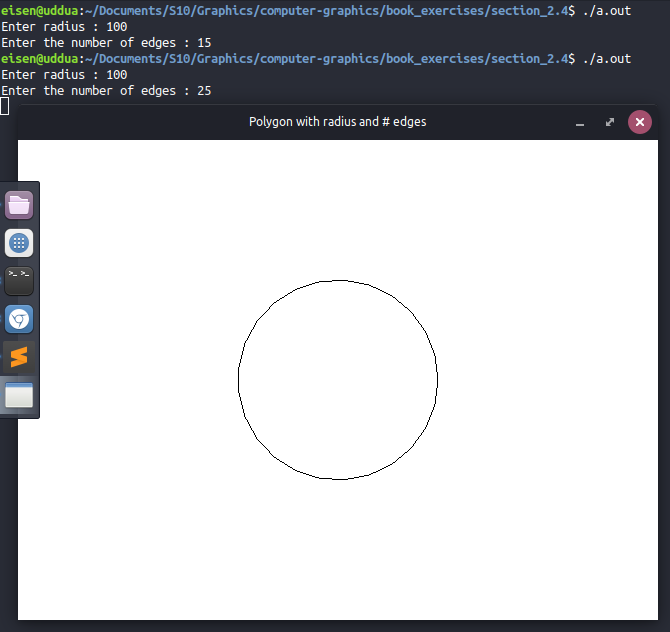 eisen@uddua:~/Documents/S10/Graphics/computer-graphics/book_exercises/section_2.4$ ./a.out
Enter radius : 100
Enter the number of edges : 15
eisen@uddua:~/Documents/S10/Graphics/computer-graphics/book_exercises/section_2.4$ ./a.out
Enter radius : 100
Enter the number of edges : 25
Polygon with radius and # edges
>_ >_